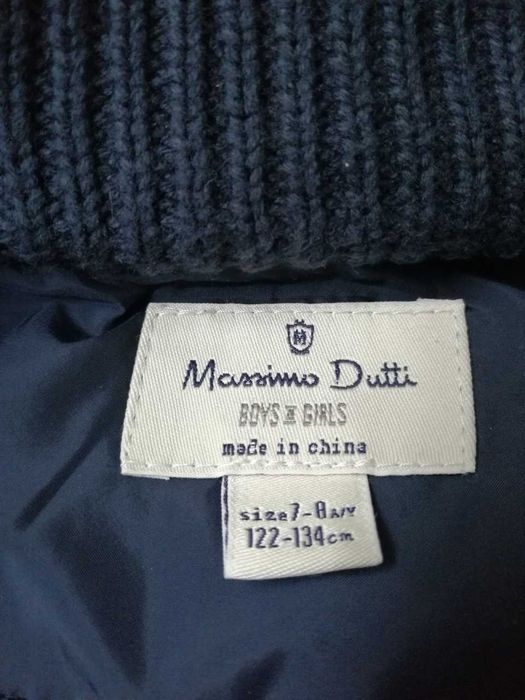 M
Massimo Dutti
BOYS & GIRLS
made in china
size 7-8 A/Y
122-134cm